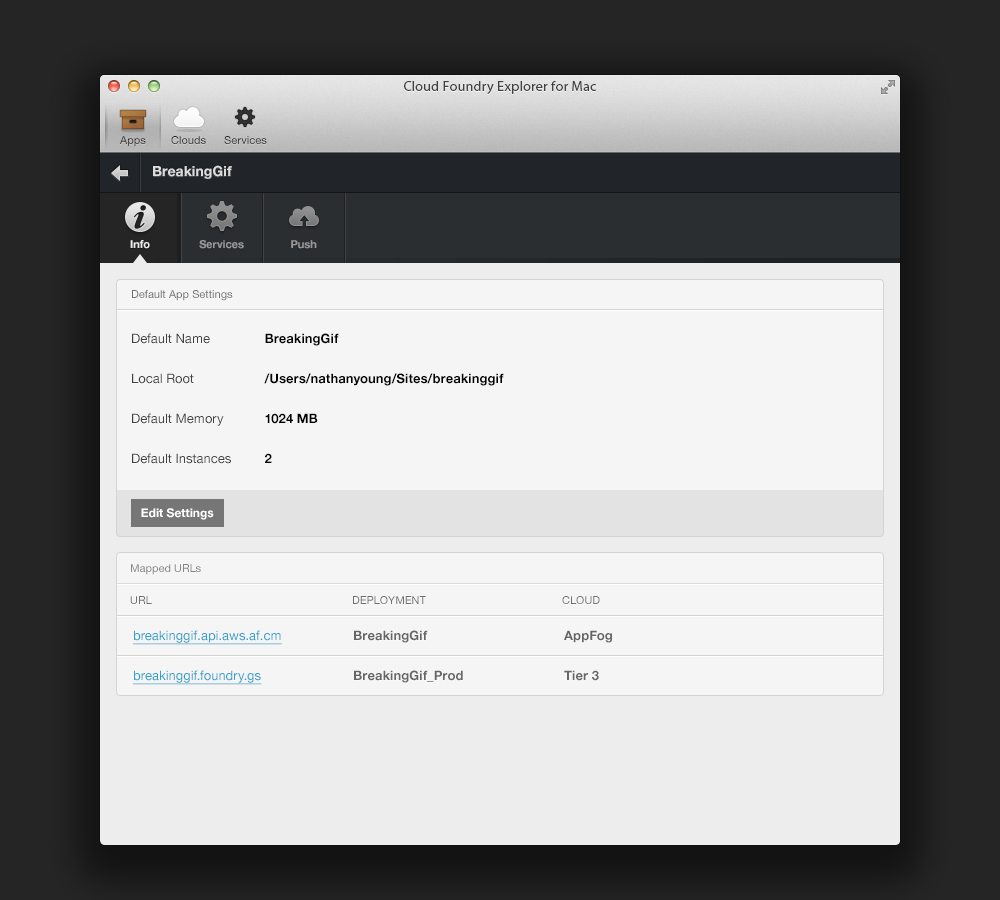 Cloud Foundry Explorer for Mac
Apps Clouds Services
BreakingGif
Info Services Push
Default App Settings
Default Name BreakingGif
Local Root /Users/nathanyoung/Sites/breakinggif
Default Memory 1024 MB
Default Instances 2
Edit Settings
Mapped URLs
URL DEPLOYMENT CLOUD
breakinggif.api.aws.af.cm BreakingGif AppFog
breakinggif.foundry.gs BreakingGif_Prod Tier 3